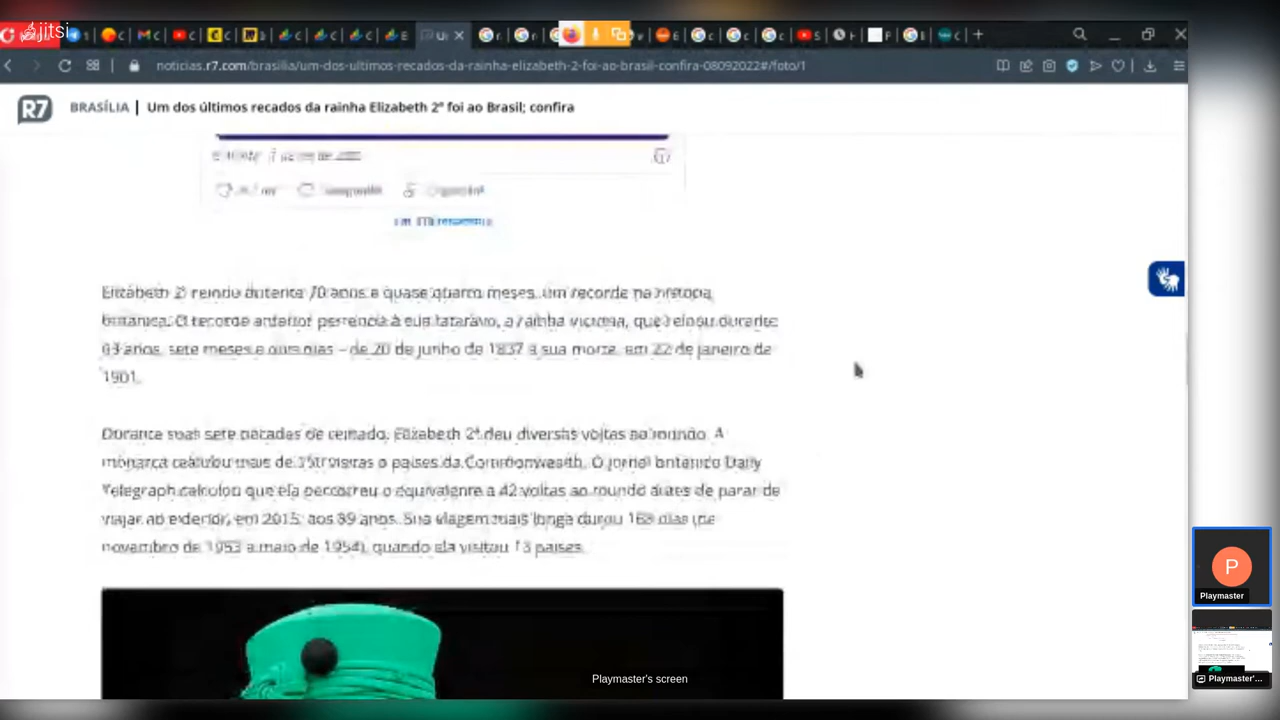 jitsi
noticias.r7.com/brasilia/um-dos-ultimos-recados-da-rainha-elizabeth-2-foi-ao-brasil-confira-08092022#/foto/1
R7 BRASÍLIA | Um dos últimos recados da rainha Elizabeth 2ª foi ao Brasil; confira
Elizabeth 2ª reinou durante 70 anos e quase quatro meses, um recorde na história
britânica. O recorde anterior pertencia à sua tataravó, a rainha Victoria, que reinou durante
63 anos, sete meses e dois dias – de 20 de junho de 1837 à sua morte, em 22 de janeiro de
1901.
Durante suas sete décadas de reinado, Elizabeth 2ª deu diversas voltas ao mundo. A
monarca realizou mais de 150 visitas a países da Commonwealth. O jornal britânico Daily
Telegraph calculou que ela percorreu o equivalente a 42 voltas ao mundo antes de parar de
viajar ao exterior, em 2015, aos 89 anos. Sua viagem mais longa durou 168 dias (de
novembro de 1953 a maio de 1954), quando ela visitou 13 países.
P
Playmaster
Playmaster's screen
Playmaster'...